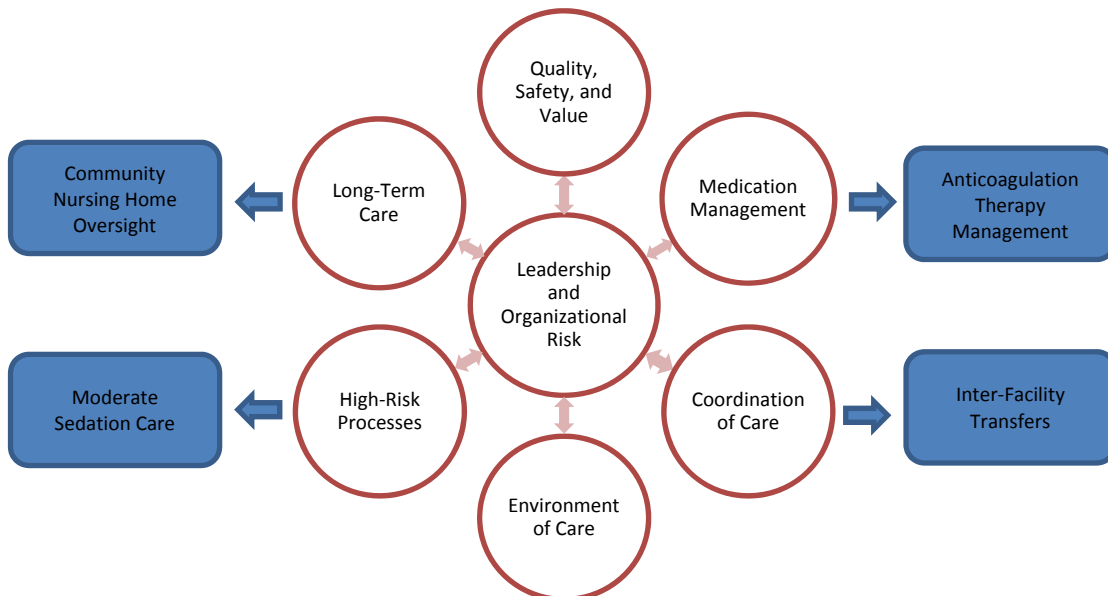 Quality,
Safety, and
Value
Community
Nursing Home
Oversight
Long-Term
Care
Medication
Management
Anticoagulation
Therapy
Management
Leadership
and
Organizational
Risk
Moderate
Sedation Care
High-Risk
Processes
Coordination
of Care
Inter-Facility
Transfers
Environment
of Care